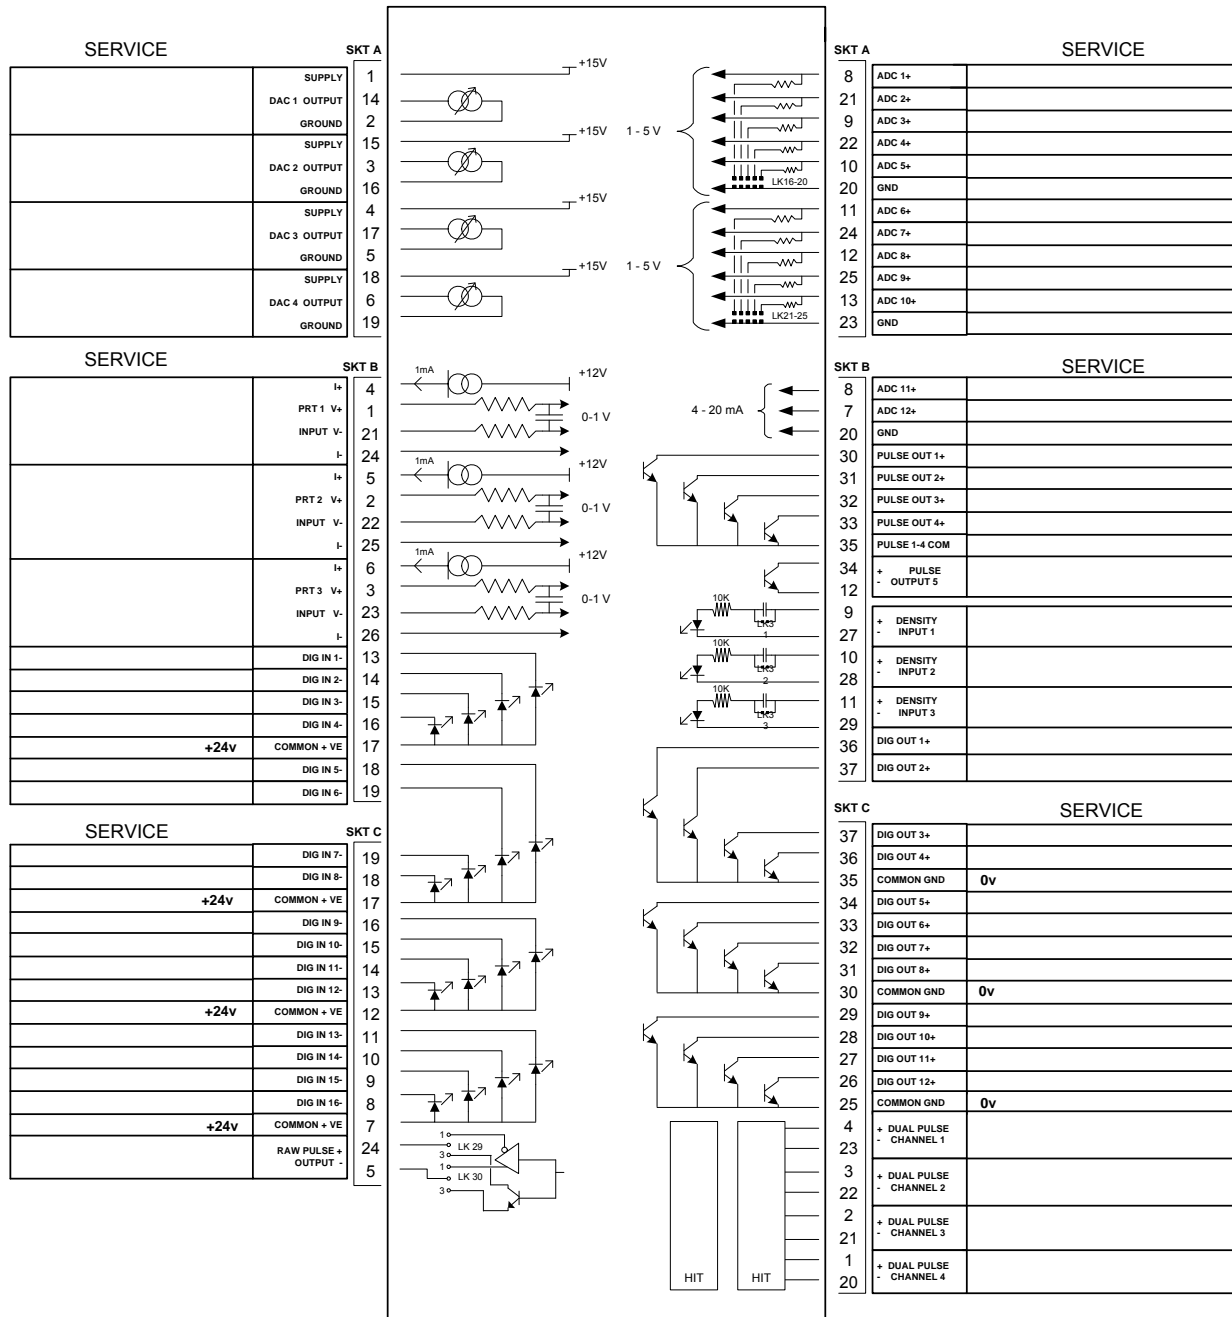 SERVICE
SKT A
SUPPLY 1
DAC 1 OUTPUT 14
GROUND 2
SUPPLY 15
DAC 2 OUTPUT 3
GROUND 16
SUPPLY 4
DAC 3 OUTPUT 17
GROUND 5
SUPPLY 18
DAC 4 OUTPUT 6
GROUND 19
SERVICE
SKT B
I+ 4
PRT 1 V+ 1
INPUT V- 21
I- 24
I+ 5
PRT 2 V+ 2
INPUT V- 22
I- 25
I+ 6
PRT 3 V+ 3
INPUT V- 23
I- 26
DIG IN 1- 13
DIG IN 2- 14
DIG IN 3- 15
DIG IN 4- 16
+24v COMMON + VE 17
DIG IN 5- 18
DIG IN 6- 19
SERVICE
SKT C
DIG IN 7- 19
DIG IN 8- 18
+24v COMMON + VE 17
DIG IN 9- 16
DIG IN 10- 15
DIG IN 11- 14
DIG IN 12- 13
+24v COMMON + VE 12
DIG IN 13- 11
DIG IN 14- 10
DIG IN 15- 9
DIG IN 16- 8
+24v COMMON + VE 7
RAW PULSE + 24
OUTPUT - 5
+15V
+15V
+15V
+15V
1mA
+12V
0-1 V
1mA
+12V
0-1 V
1mA
+12V
0-1 V
1
LK 29
3
1
LK 30
3
1 - 5 V
LK16-20
1 - 5 V
LK21-25
4 - 20 mA
10K
LK3
1
10K
LK3
2
10K
LK3
3
HIT
HIT
SKT A
SERVICE
8 ADC 1+
21 ADC 2+
9 ADC 3+
22 ADC 4+
10 ADC 5+
20 GND
11 ADC 6+
24 ADC 7+
12 ADC 8+
25 ADC 9+
13 ADC 10+
23 GND
SKT B
SERVICE
8 ADC 11+
7 ADC 12+
20 GND
30 PULSE OUT 1+
31 PULSE OUT 2+
32 PULSE OUT 3+
33 PULSE OUT 4+
35 PULSE 1-4 COM
34 + PULSE
12 - OUTPUT 5
9 + DENSITY
27 - INPUT 1
10 + DENSITY
28 - INPUT 2
11 + DENSITY
29 - INPUT 3
36 DIG OUT 1+
37 DIG OUT 2+
SKT C
SERVICE
37 DIG OUT 3+
36 DIG OUT 4+
35 COMMON GND 0v
34 DIG OUT 5+
33 DIG OUT 6+
32 DIG OUT 7+
31 DIG OUT 8+
30 COMMON GND 0v
29 DIG OUT 9+
28 DIG OUT 10+
27 DIG OUT 11+
26 DIG OUT 12+
25 COMMON GND 0v
4 + DUAL PULSE
23 - CHANNEL 1
3 + DUAL PULSE
22 - CHANNEL 2
2 + DUAL PULSE
21 - CHANNEL 3
1 + DUAL PULSE
20 - CHANNEL 4